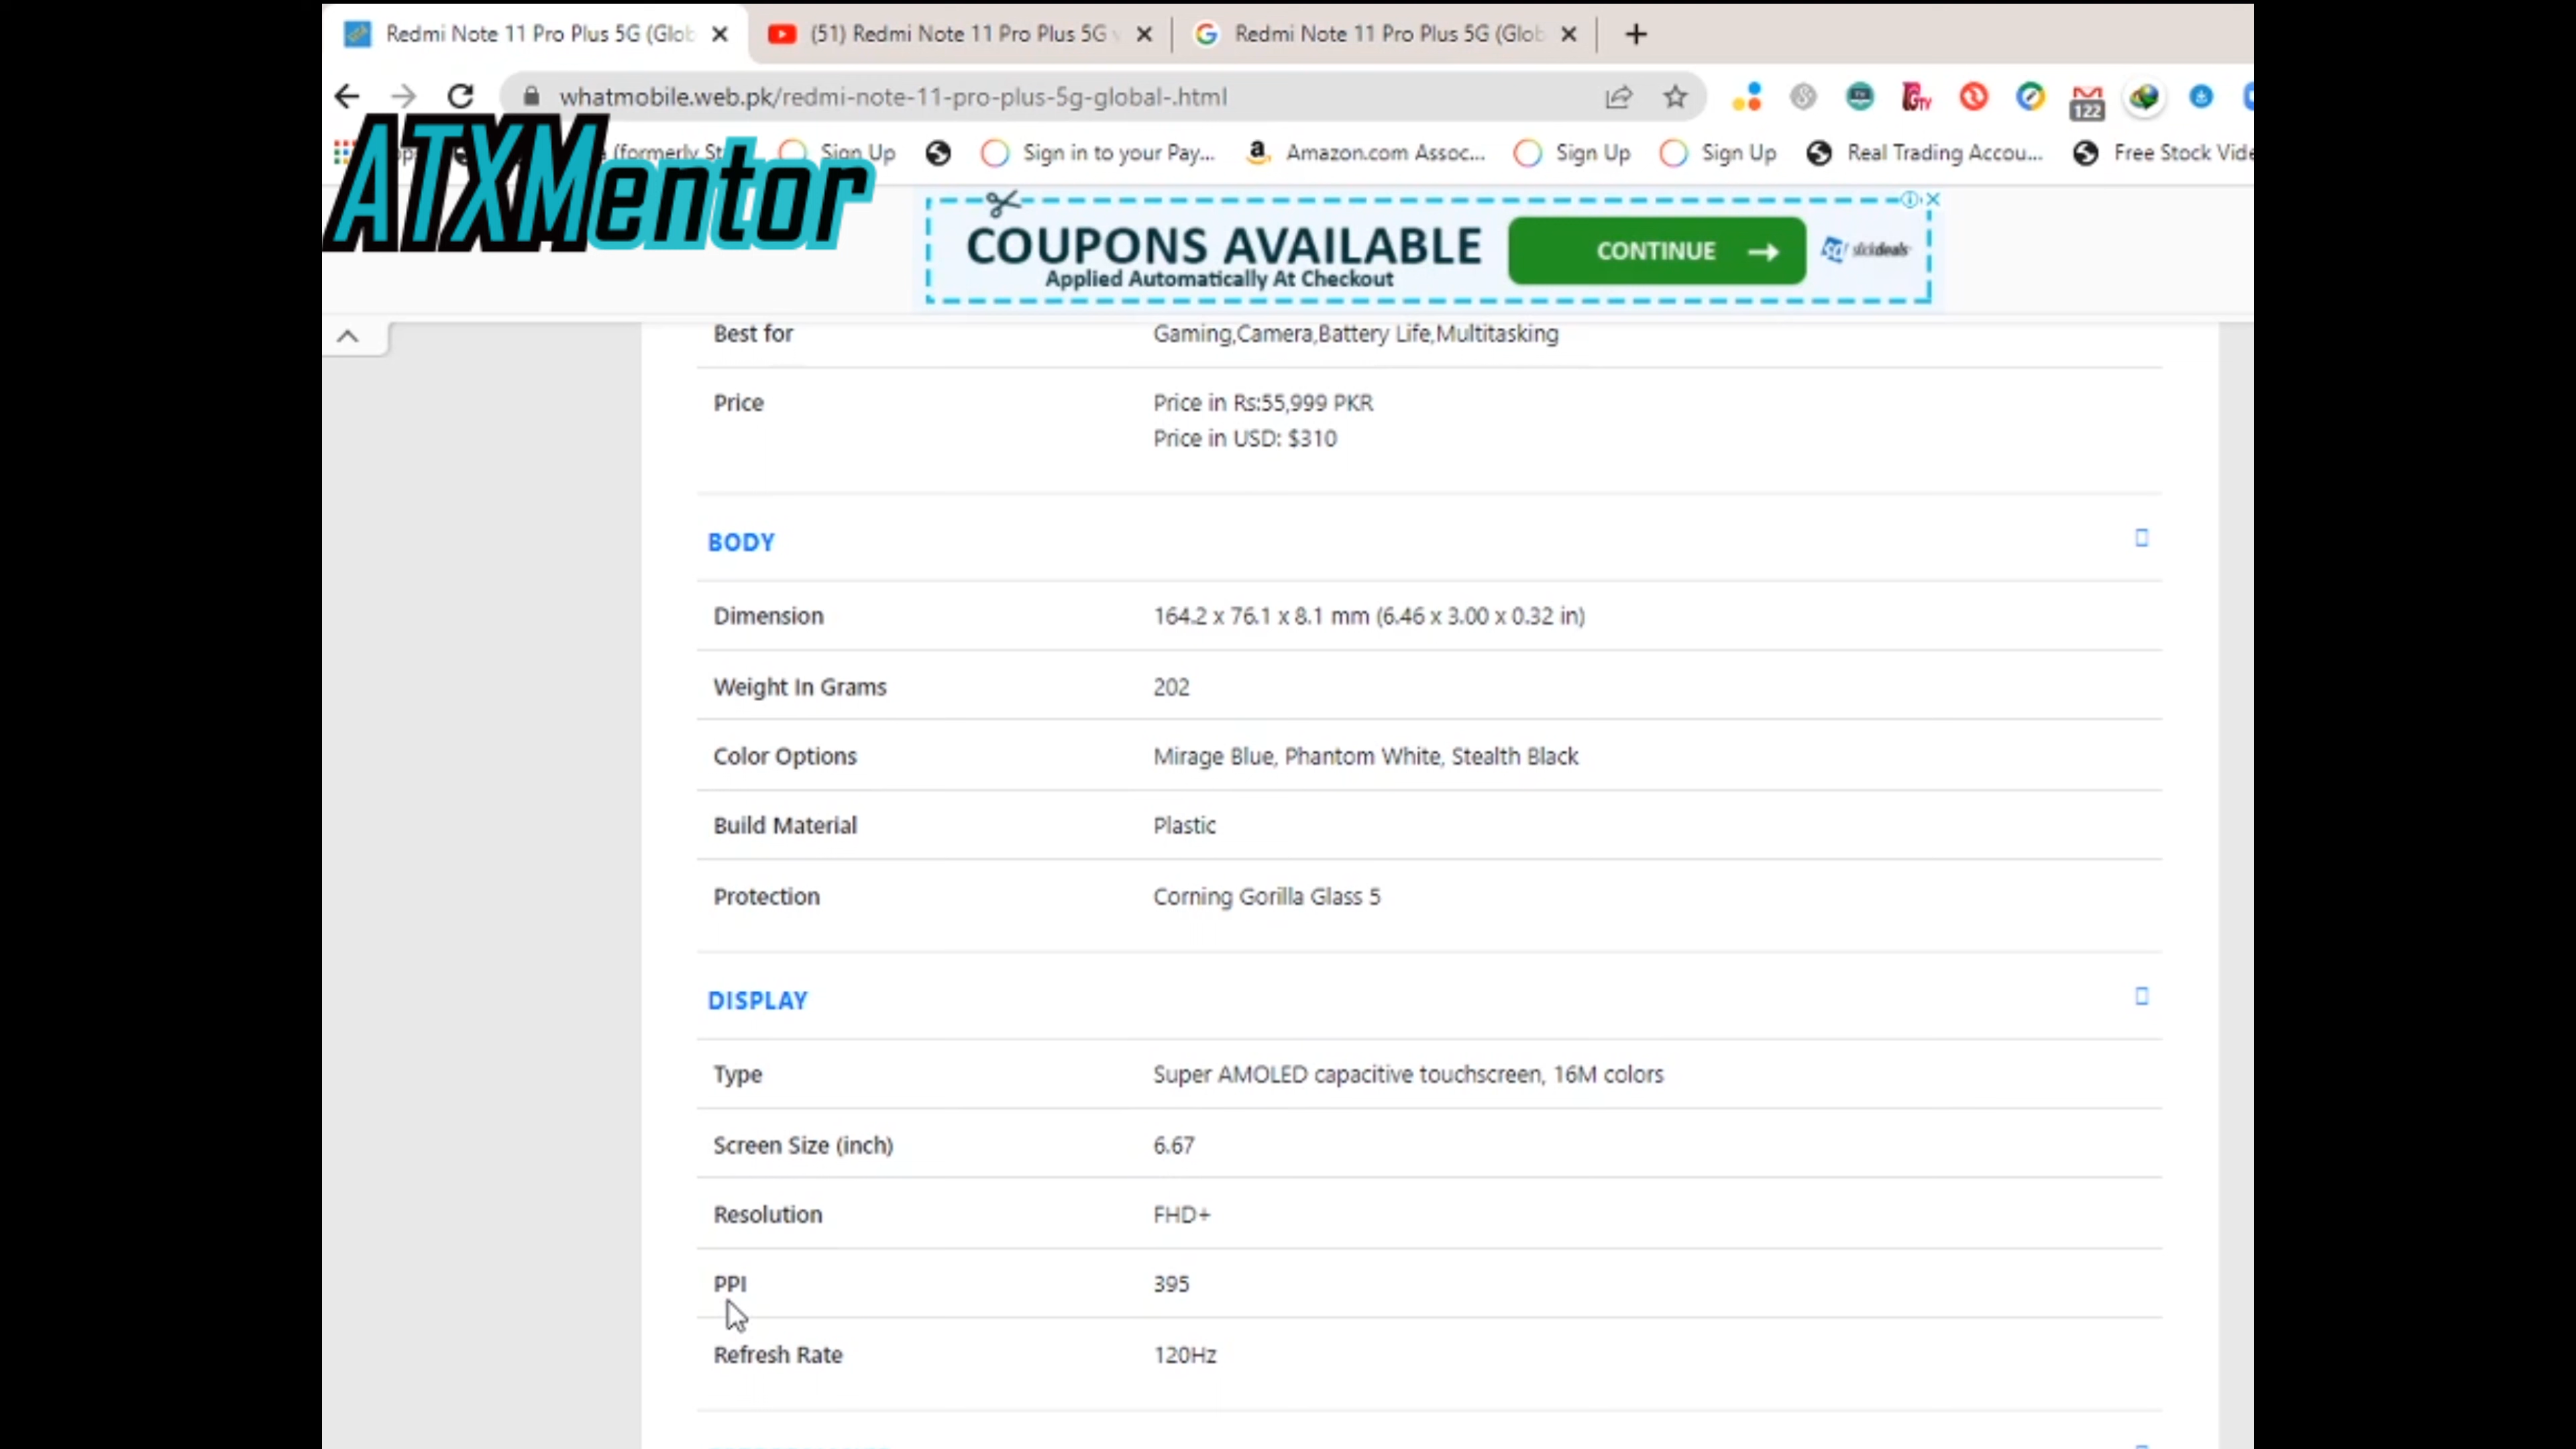 Redmi Note 11 Pro Plus 5G (Glob
(51) Redmi Note 11 Pro Plus 5G
Redmi Note 11 Pro Plus 5G (Glob
whatmobile.web.pk/redmi-note-11-pro-plus-5g-global-.html
122
ATXMentor
(formerly St
Sign Up
Sign in to your Pay...
Amazon.com Assoc...
Sign Up
Sign Up
Real Trading Accou...
Free Stock Vide
COUPONS AVAILABLE
Applied Automatically At Checkout
CONTINUE
slickdeals
Best for Gaming,Camera,Battery Life,Multitasking
Price Price in Rs:55,999 PKR
Price in USD: $310
BODY
Dimension 164.2 x 76.1 x 8.1 mm (6.46 x 3.00 x 0.32 in)
Weight In Grams 202
Color Options Mirage Blue, Phantom White, Stealth Black
Build Material Plastic
Protection Corning Gorilla Glass 5
DISPLAY
Type Super AMOLED capacitive touchscreen, 16M colors
Screen Size (inch) 6.67
Resolution FHD+
PPI 395
Refresh Rate 120Hz